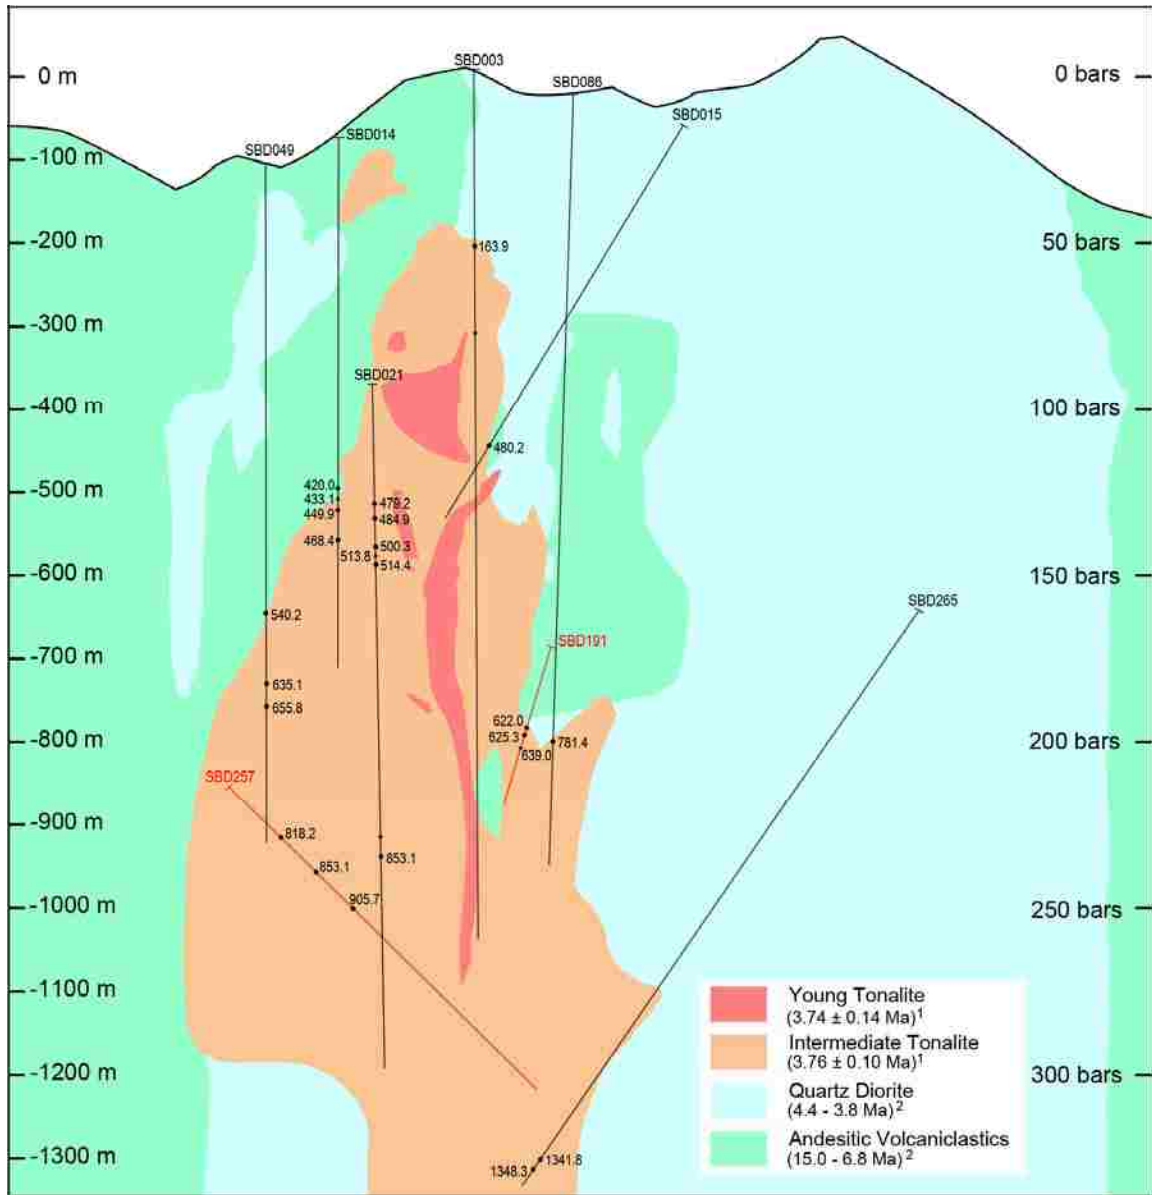 SBD003
0 m
0 bars
SBD086
SBD015
SBD014
SBD049
-100 m
-200 m
163.9
50 bars
-300 m
SBD021
-400 m
100 bars
480.2
420.0
-500 m
433.1
479.2
449.9
484.9
468.4
500.3
513.8
514.4
-600 m
150 bars
SBD265
540.2
SBD191
-700 m
635.1
655.8
622.0
625.3
-800 m
781.4
200 bars
639.0
SBD257
-900 m
818.2
853.1
853.1
905.7
-1000 m
250 bars
-1100 m
Young Tonalite
(3.74 ± 0.14 Ma)1
Intermediate Tonalite
(3.76 ± 0.10 Ma)1
-1200 m
300 bars
Quartz Diorite
(4.4 - 3.8 Ma)2
Andesitic Volcaniclastics
(15.0 - 6.8 Ma)2
-1300 m
1341.8
1348.3